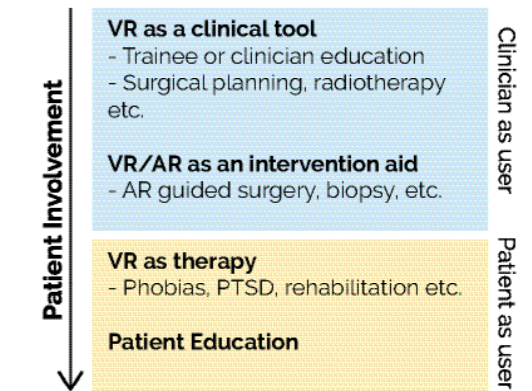 Patient Involvement
VR as a clinical tool
- Trainee or clinician education
- Surgical planning, radiotherapy
etc.
VR/AR as an intervention aid
- AR guided surgery, biopsy, etc.
Clinician as user
VR as therapy
- Phobias, PTSD, rehabilitation etc.
Patient Education
Patient as user